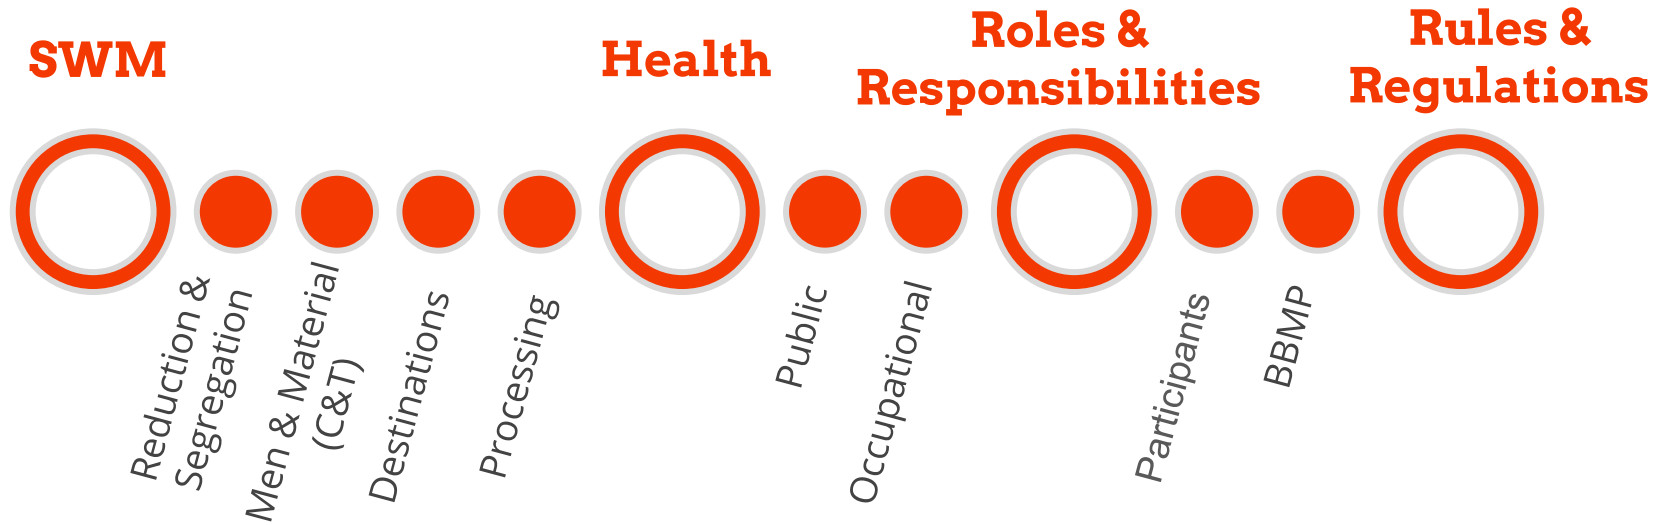 SWM
Health
Roles &
Responsibilities
Rules &
Regulations
Reduction &
Segregation
Men & Material
(C&T)
Destinations
Processing
Public
Occupational
Participants
BBMP